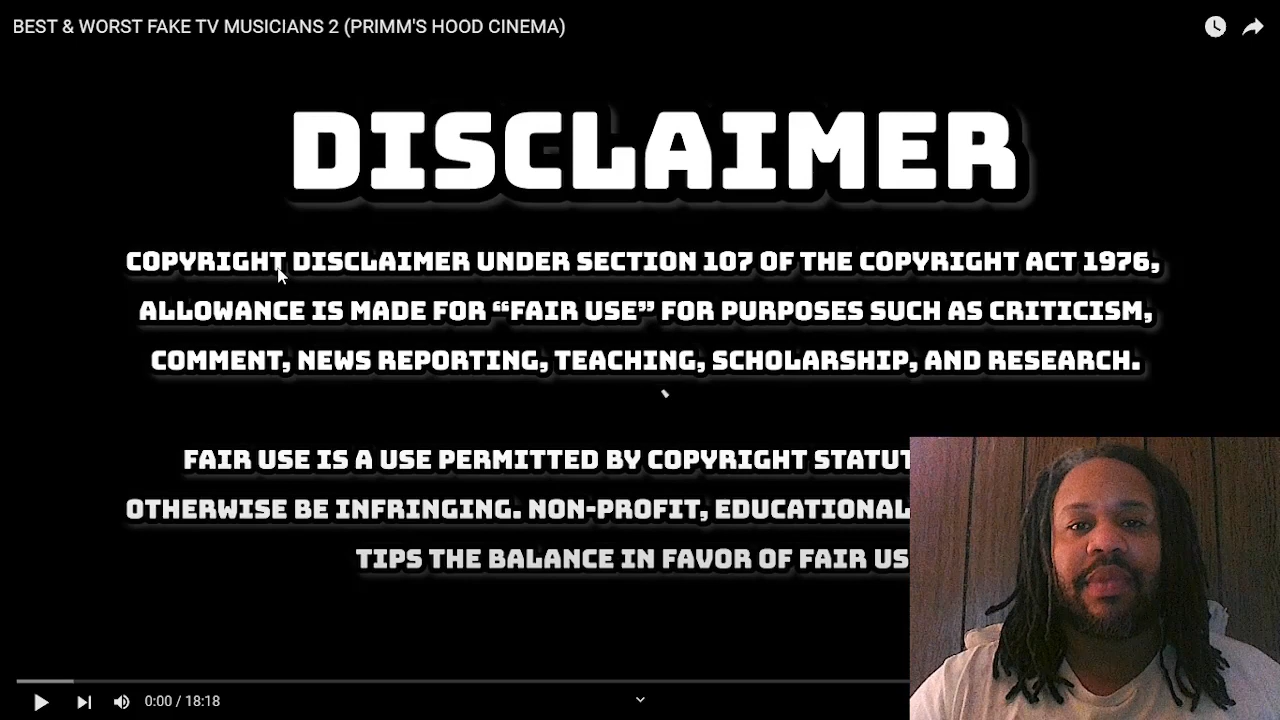 BEST & WORST FAKE TV MUSICIANS 2 (PRIMM'S HOOD CINEMA)
DISCLAIMER
COPYRIGHT DISCLAIMER UNDER SECTION 107 OF THE COPYRIGHT ACT 1976,
ALLOWANCE IS MADE FOR “FAIR USE” FOR PURPOSES SUCH AS CRITICISM,
COMMENT, NEWS REPORTING, TEACHING, SCHOLARSHIP, AND RESEARCH.
FAIR USE IS A USE PERMITTED BY COPYRIGHT
OTHERWISE BE INFRINGING. NON-PROFIT, EDUCATIONAL
TIPS THE BALANCE IN FAVOR OF FAIR
0:00 / 18:18